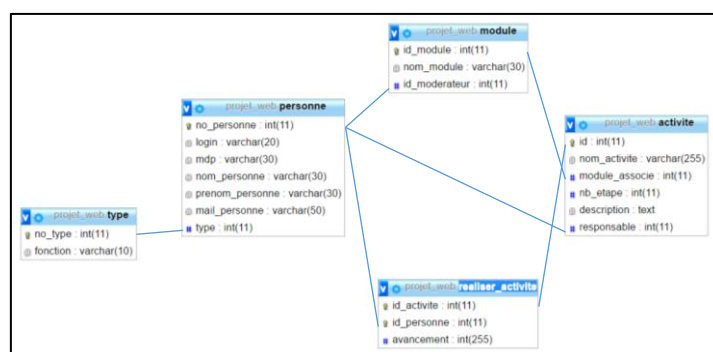 projet_web type
no_type : int(11)
fonction : varchar(10)
projet_web personne
no_personne : int(11)
login : varchar(20)
mdp : varchar(30)
nom_personne : varchar(30)
prenom_personne : varchar(30)
mail_personne : varchar(50)
type : int(11)
projet_web module
id_module : int(11)
nom_module : varchar(30)
id_moderateur : int(11)
projet_web realiser_activite
id_activite : int(11)
id_personne : int(11)
avancement : int(255)
projet_web activite
id : int(11)
nom_activite : varchar(255)
module_associe : int(11)
nb_etape : int(11)
description : text
responsable : int(11)